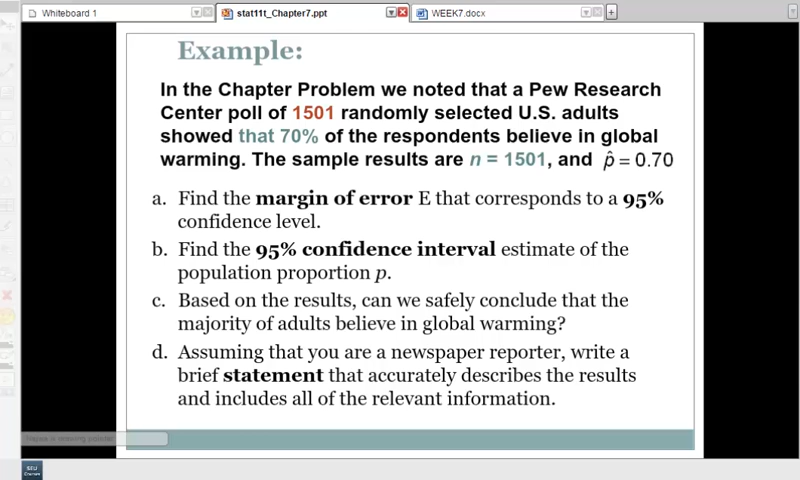 Whiteboard 1
stat11t_Chapter7.ppt
WEEK7.docx
Example:
In the Chapter Problem we noted that a Pew Research
Center poll of 1501 randomly selected U.S. adults
showed that 70% of the respondents believe in global
warming. The sample results are n = 1501, and p̂ = 0.70
a. Find the margin of error E that corresponds to a 95%
confidence level.
b. Find the 95% confidence interval estimate of the
population proportion p.
c. Based on the results, can we safely conclude that the
majority of adults believe in global warming?
d. Assuming that you are a newspaper reporter, write a
brief statement that accurately describes the results
and includes all of the relevant information.